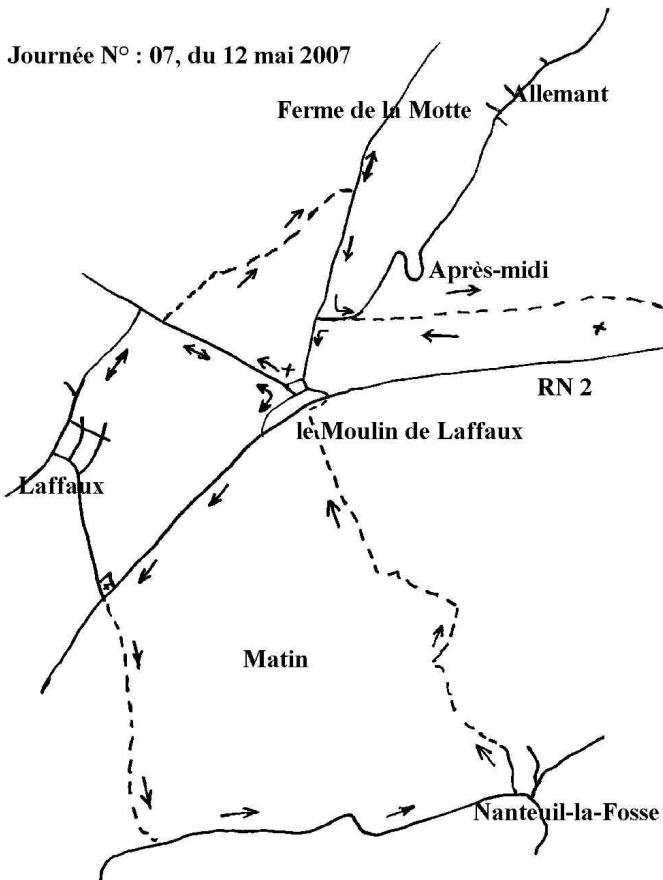 Journée N° : 07, du 12 mai 2007
Allemant
Ferme de la Motte
Après-midi
RN 2
le Moulin de Laffaux
Laffaux
Matin
Nanteuil-la-Fosse